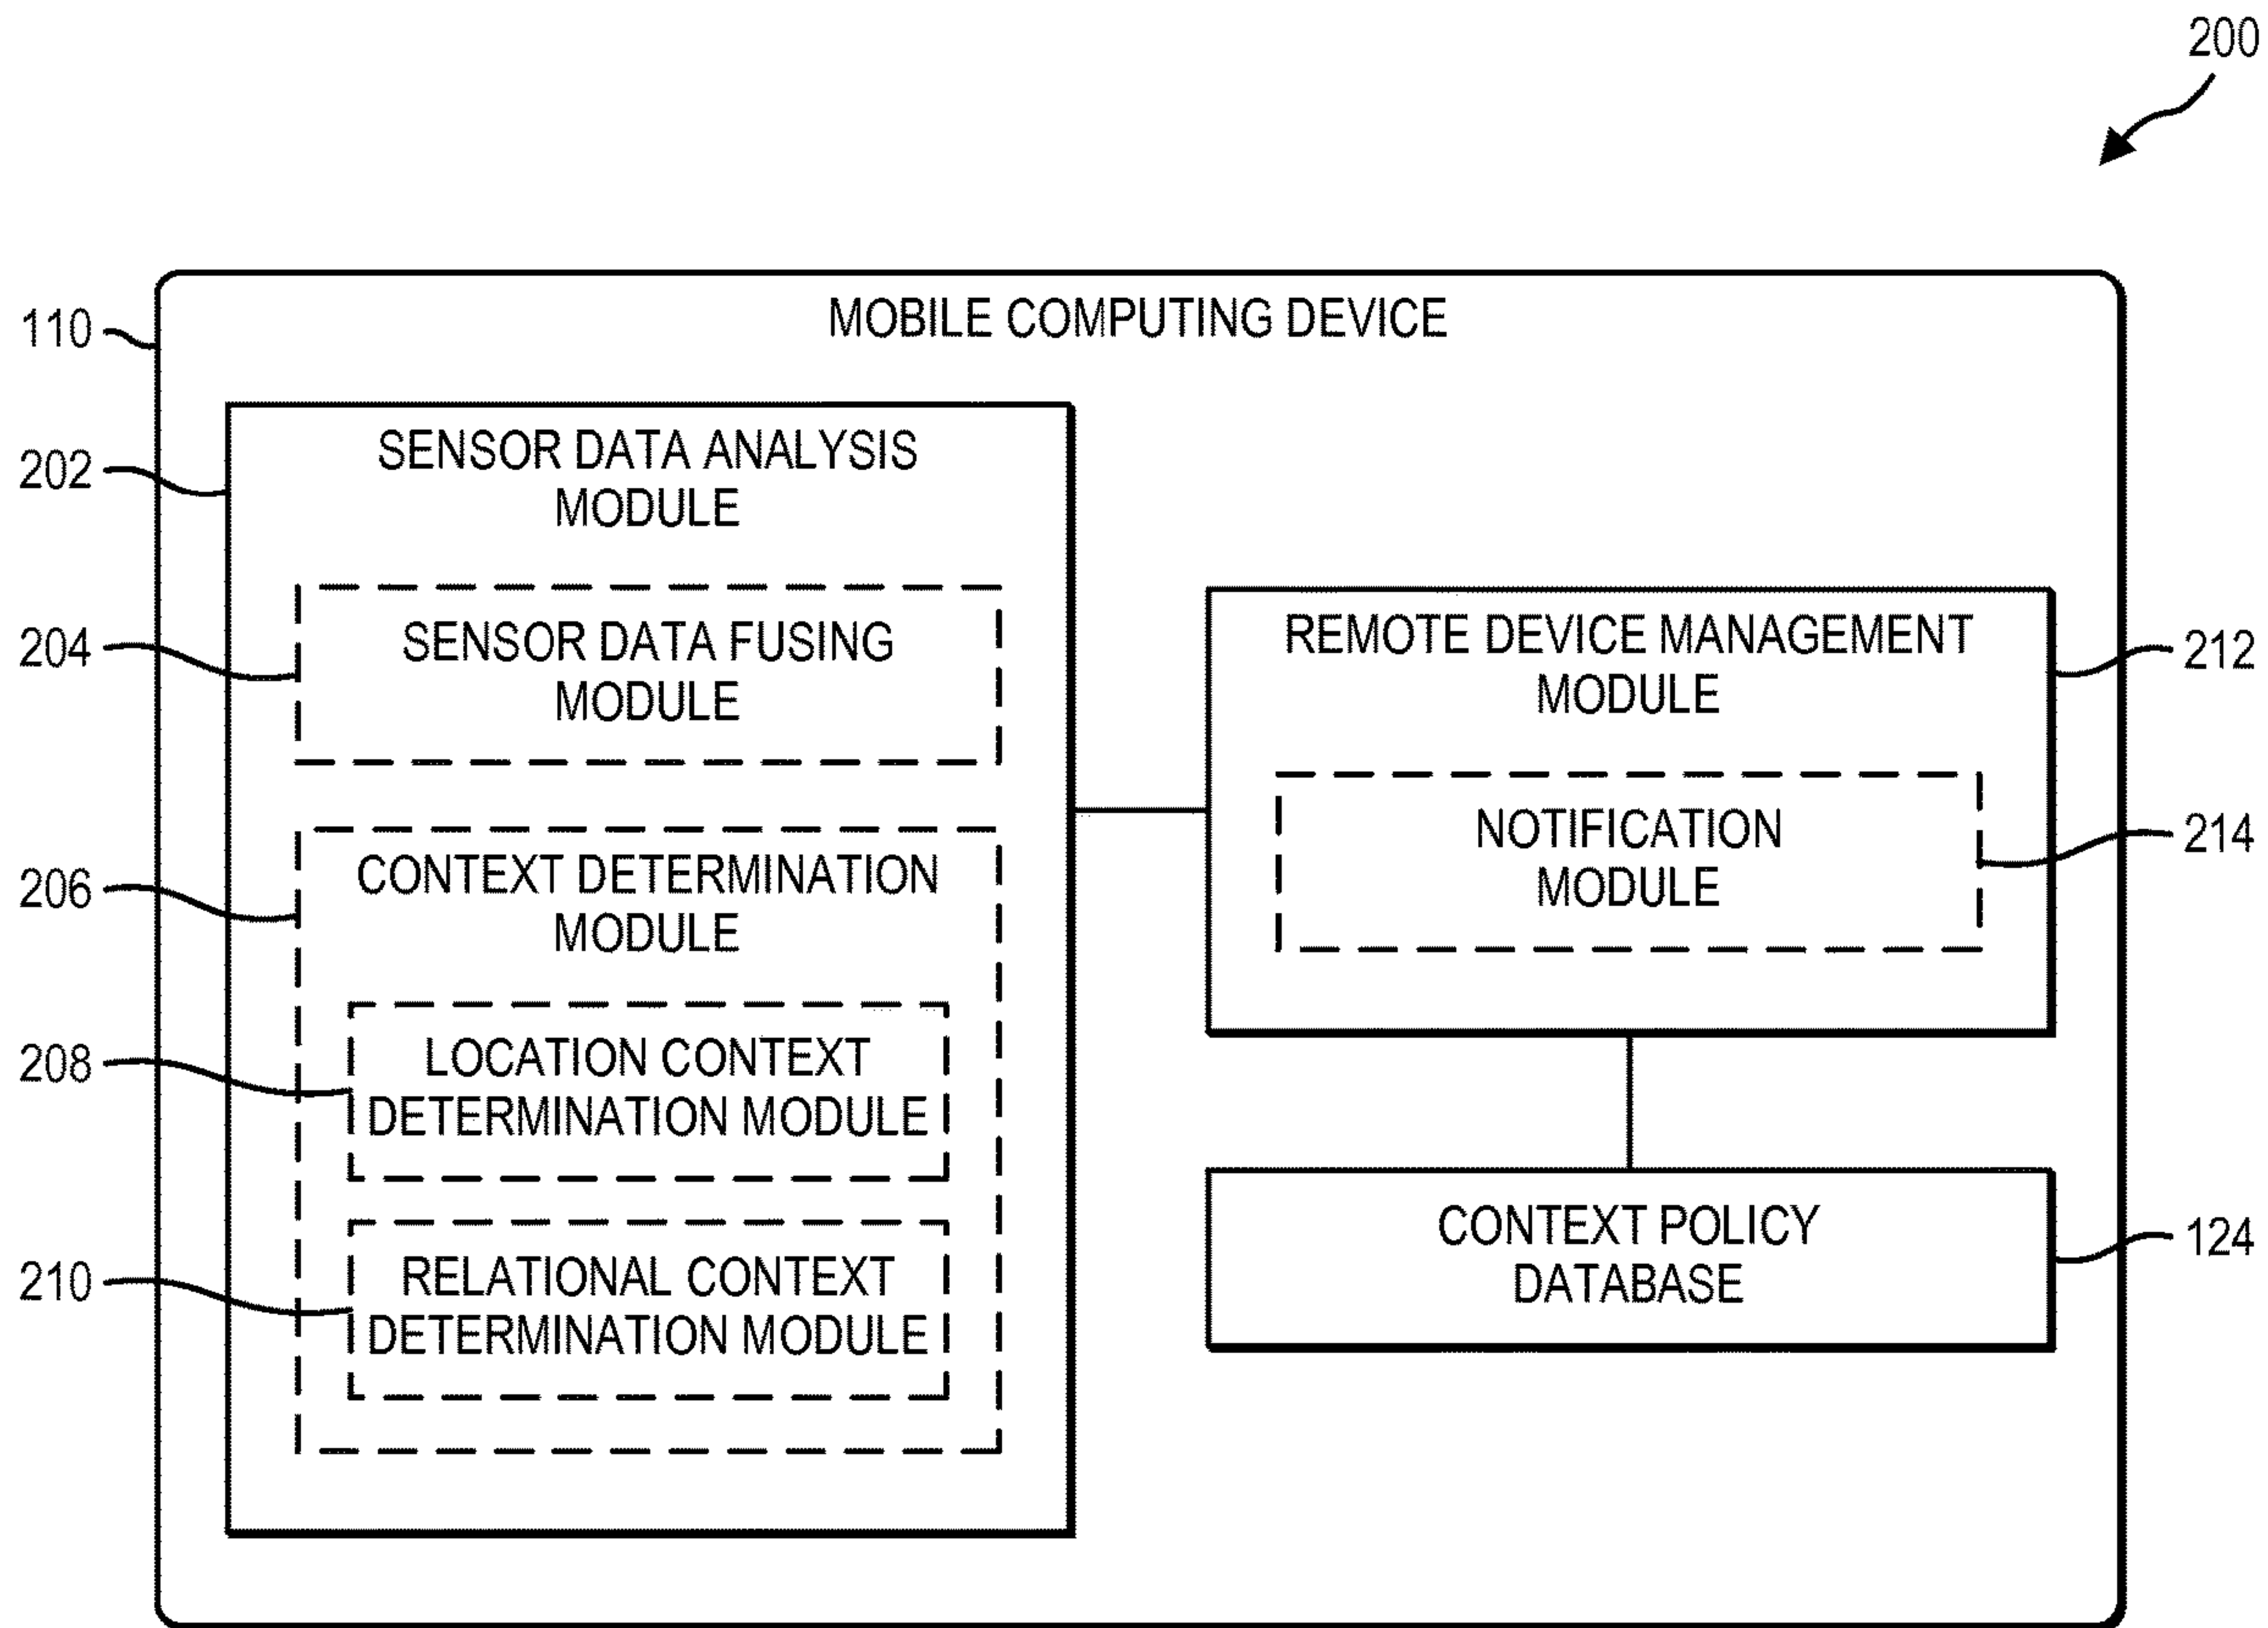 200
MOBILE COMPUTING DEVICE
110
SENSOR DATA ANALYSIS
MODULE
202
SENSOR DATA FUSING
MODULE
204
CONTEXT DETERMINATION
MODULE
206
LOCATION CONTEXT
DETERMINATION MODULE
208
RELATIONAL CONTEXT
DETERMINATION MODULE
210
REMOTE DEVICE MANAGEMENT
MODULE
212
NOTIFICATION
MODULE
214
CONTEXT POLICY
DATABASE
124